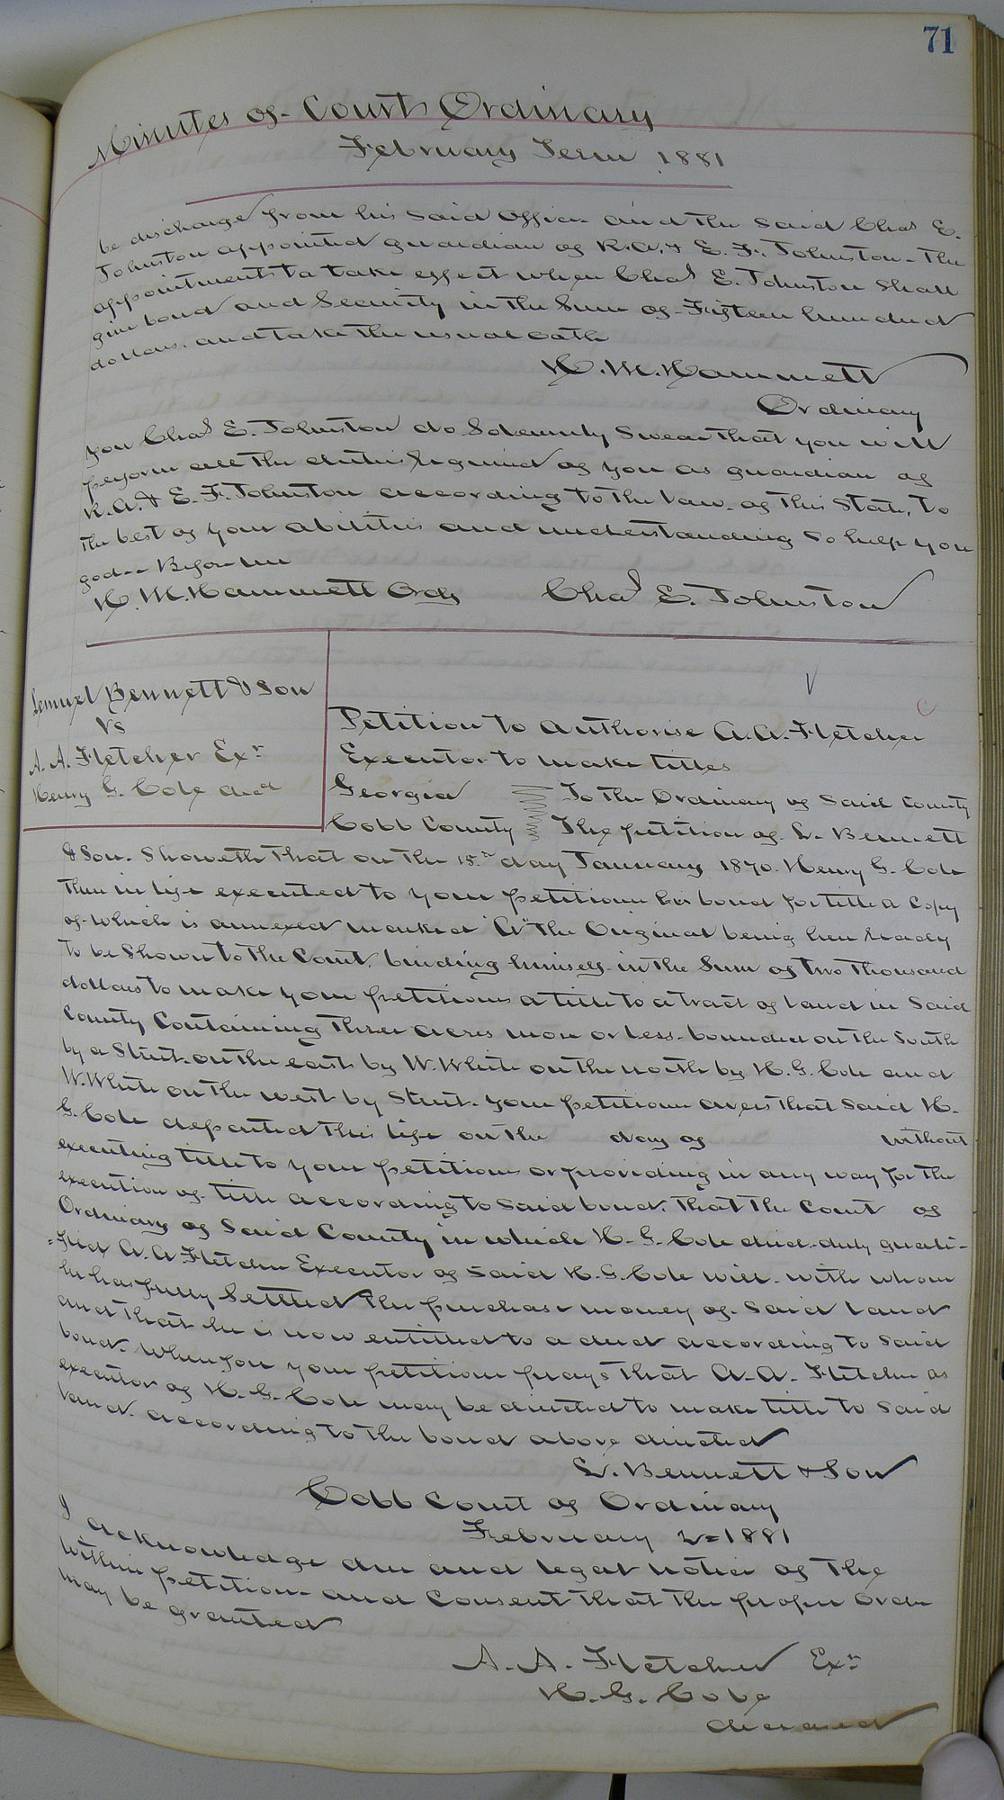 71
Minutes of Court Ordinary
February Term 1881
be discharge from his said office and the said Chas E.
Johnston appointed guardian of R.A. & E. F. Johnston - The
appointments to take effect when Chas E. Johnston shall
give bond and Security in the Sum of Fifteen hundred
dollars. and take the usual oath
H. M. Hammett
Ordinary
you Chas E. Johnston do Solemnly Swear that you will
perform all the duties required of you as guardian of
R.A. & E. F. Johnston according to the law of this State, to
the best of your abilities and understanding so help you
god - Before me
H. M. Hammett Ordy Chas E. Johnston
Lemuel Bennett & Son
vs
A. A. Fletcher Exr
Henry G. Cole decd
Petition to authorise A.A. Fletcher
Executor to make titles
Georgia To the Ordinary of said County
Cobb County The petition of L. Bennett
& Son. Showeth that on the 15th day January 1870. Henry G. Cole
then in life executed to your petitioner his bond for title a Copy
of which is annexed marked "A" The Original being here ready
to be Shown to the Court. binding himself in the Sum of Two Thousand
dollars to make your petitioners a title to a tract of land in Said
County Containing Three acres more or less. bounded on the South
by a Street. on the east by W. White on the north by H. G. Cole and
W. White on the west by Street. your petitioner avers that said H.
G. Cole departed this life on the day of without
executing title to your petitioner or providing in any way for the
execution of title according to said bond. that the Court of
Ordinary of Said County in which H. G. Cole died. duly quali-
=fied A. A Fletcher Executor of said H. G. Cole will. with whom
he has fully Settled the purchase money of said land
and that he is now entitled to a deed according to said
bond. Wherefore your petitioner prays that A. A. Fletcher as
executor of H. G. Cole may be directed to make title to said
land according to the bond above directed
L. Bennett & Son
Cobb Court of Ordinary
February 2=1881
I acknowledge due and legal notice of the
within petition - and Consent that the proper Order
may be granted
A. A. Fletcher Exr
H. G. Cole
deceased